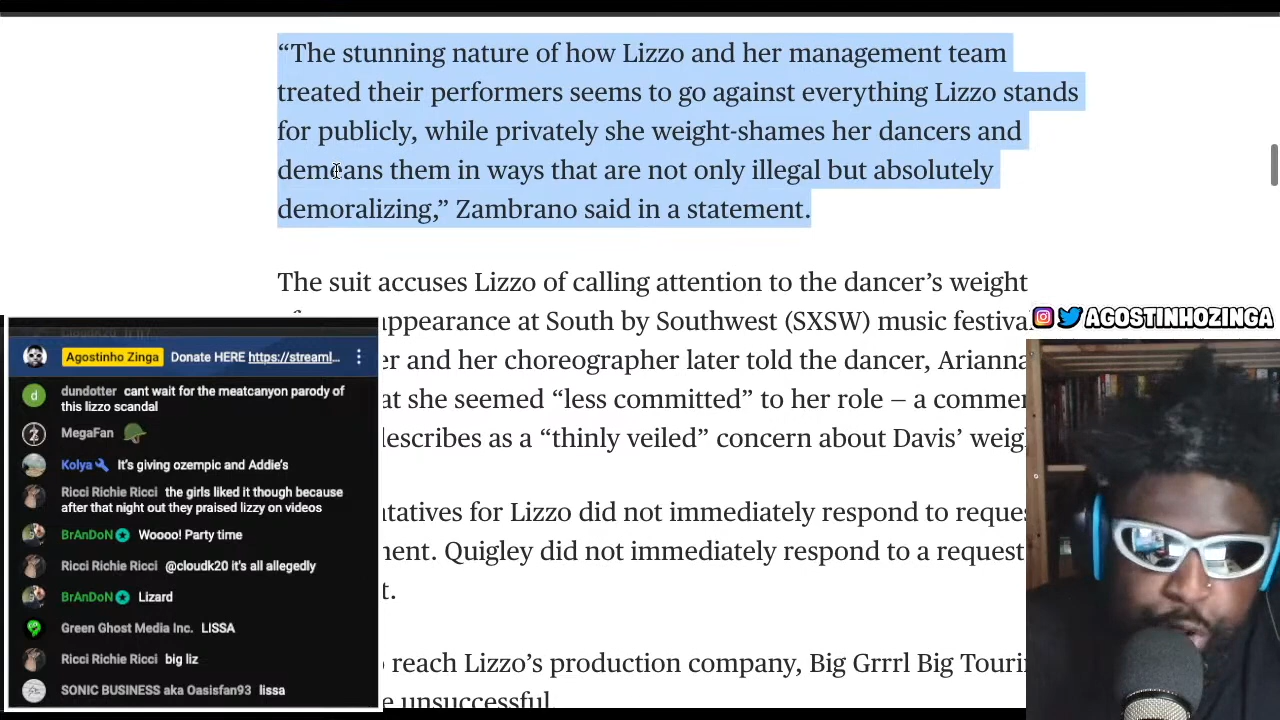 “The stunning nature of how Lizzo and her management team
treated their performers seems to go against everything Lizzo stands
for publicly, while privately she weight-shames her dancers and
demeans them in ways that are not only illegal but absolutely
demoralizing,” Zambrano said in a statement.
The suit accuses Lizzo of calling attention to the dancer’s weight
appearance at South by Southwest (SXSW) music festival
er and her choreographer later told the dancer, Arianna
at she seemed “less committed” to her role — a commen
describes as a “thinly veiled” concern about Davis’ weigh
ntatives for Lizzo did not immediately respond to reques
ment. Quigley did not immediately respond to a request
t.
o reach Lizzo’s production company, Big Grrrl Big Tourin
e unsuccessful.
Agostinho Zinga Donate HERE https://streaml...
dundotter cant wait for the meatcanyon parody of
this lizzo scandal
MegaFan
Kolya It's giving ozempic and Addie's
Ricci Richie Ricci the girls liked it though because
after that night out they praised lizzy on videos
BrAnDoN Woooo! Party time
Ricci Richie Ricci @cloudk20 it's all allegedly
BrAnDoN Lizard
Green Ghost Media Inc. LISSA
Ricci Richie Ricci big liz
SONIC BUSINESS aka Oasisfan93 lissa
AGOSTINHOZINGA